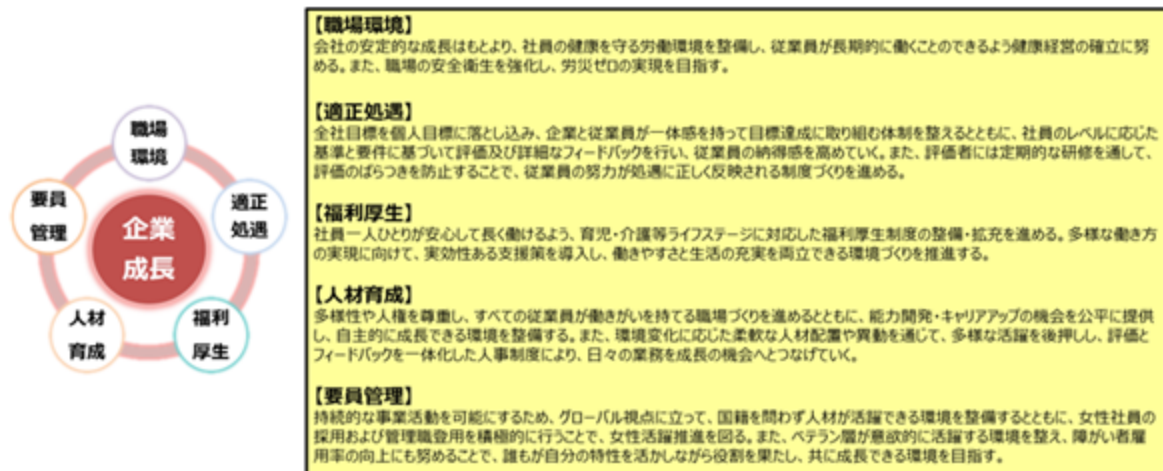 職場
環境
適正
処遇
福利
厚生
人材
育成
要員
管理
企業
成長
【職場環境】
会社の安定的な成長はもとより、社員の健康を守る労働環境を整備し、従業員が長期的に働くことのできるよう健康経営の確立に努
める。また、職場の安全衛生を強化し、労災ゼロの実現を目指す。
【適正処遇】
全社目標を個人目標に落とし込み、企業と従業員が一体感を持って目標達成に取り組む体制を整えるとともに、社員のレベルに応じた
基準と要件に基づいて評価及び詳細なフィードバックを行い、従業員の納得感を高めていく。また、評価者には定期的な研修を通して、
評価のばらつきを防止することで、従業員の努力が処遇に正しく反映される制度づくりを進める。
【福利厚生】
社員一人ひとりが安心して長く働けるよう、育児・介護等ライフステージに対応した福利厚生制度の整備・拡充を進める。多様な働き方
の実現に向けて、実効性ある支援策を導入し、働きやすさと生活の充実を両立できる環境づくりを推進する。
【人材育成】
多様性や人権を尊重し、すべての従業員が働きがいを持てる職場づくりを進めるとともに、能力開発・キャリアアップの機会を公平に提供
し、自主的に成長できる環境を整備する。また、環境変化に応じた柔軟な人材配置や異動を通じて、多様な活躍を後押しし、評価と
フィードバックを一体化した人事制度により、日々の業務を成長の機会へとつなげていく。
【要員管理】
持続的な事業活動を可能にするため、グローバル視点に立って、国籍を問わず人材が活躍できる環境を整備するとともに、女性社員の
採用および管理職登用を積極的に行うことで、女性活躍推進を図る。また、ベテラン層が意欲的に活躍する環境を整え、障がい者雇
用率の向上にも努めることで、誰もが自分の特性を活かしながら役割を果たし、共に成長できる環境を目指す。